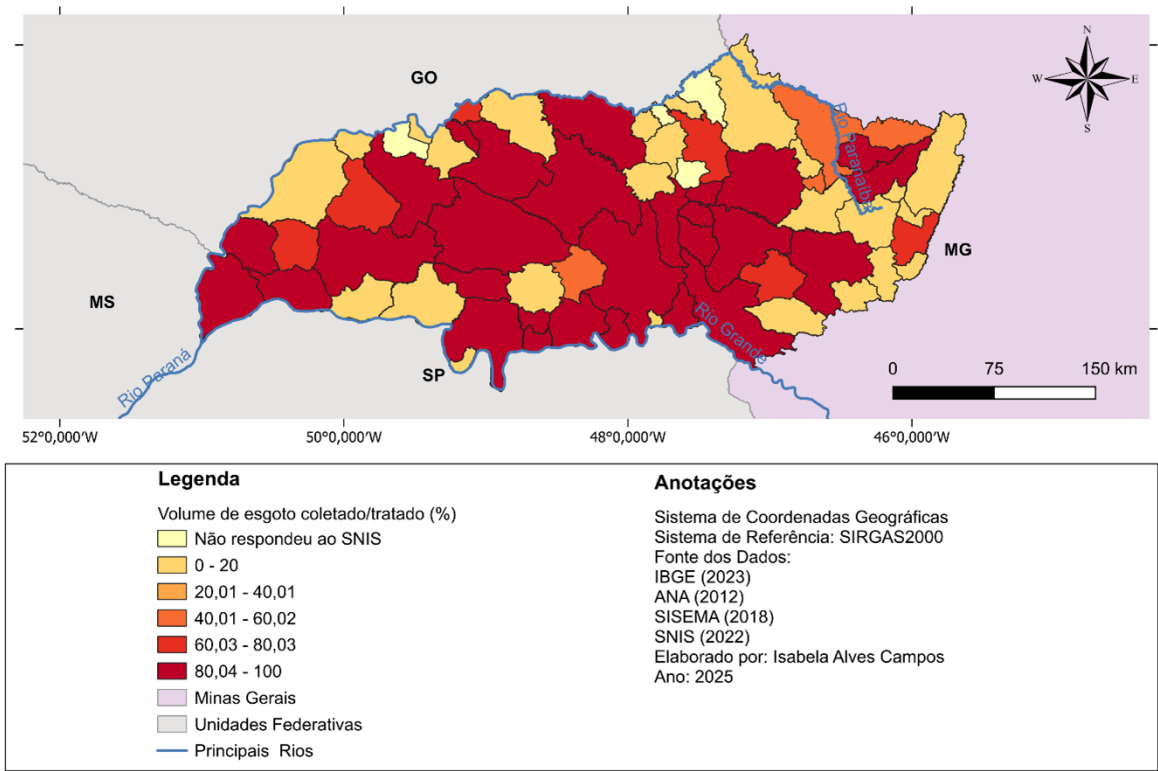 GO
N
W E
S
Rio Paranaíba
MG
MS
Rio Grande
Rio Paraná
SP
0 75 150 km
52°0,000'W 50°0,000'W 48°0,000'W 46°0,000'W
Legenda
Volume de esgoto coletado/tratado (%)
Não respondeu ao SNIS
0 - 20
20,01 - 40,01
40,01 - 60,02
60,03 - 80,03
80,04 - 100
Minas Gerais
Unidades Federativas
Principais Rios
Anotações
Sistema de Coordenadas Geográficas
Sistema de Referência: SIRGAS2000
Fonte dos Dados:
IBGE (2023)
ANA (2012)
SISEMA (2018)
SNIS (2022)
Elaborado por: Isabela Alves Campos
Ano: 2025